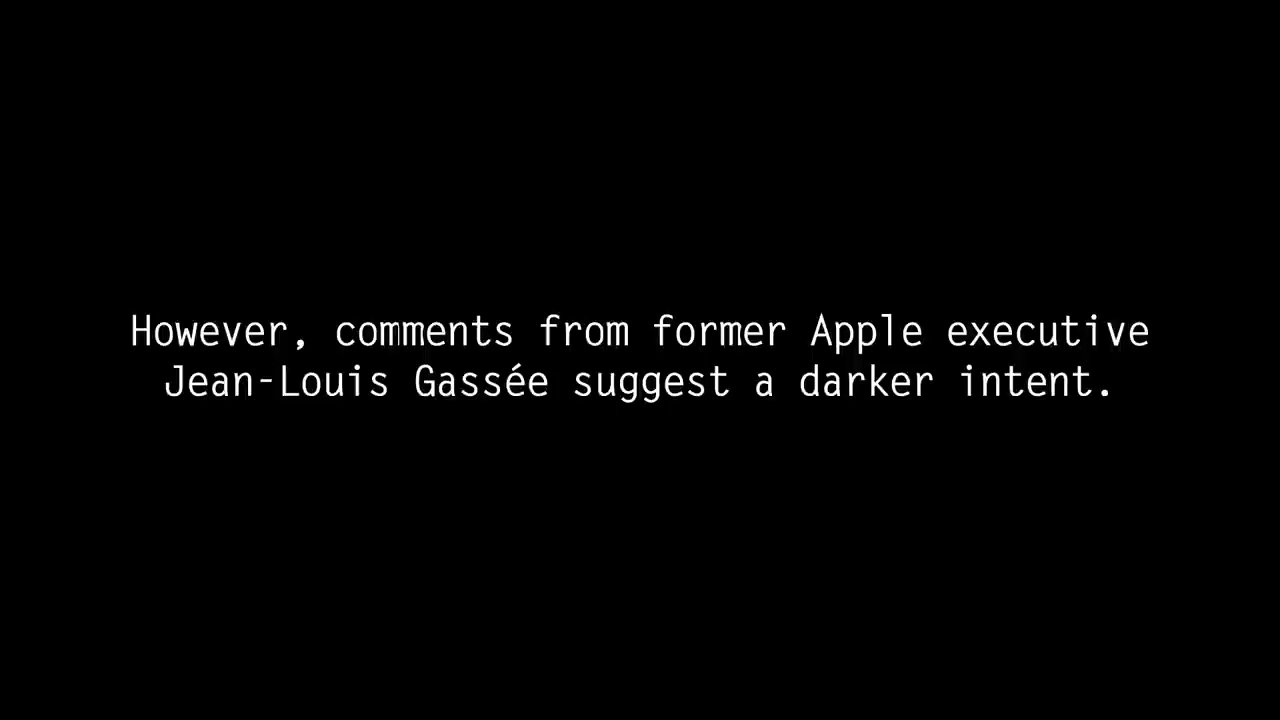 However, comments from former Apple executive
Jean-Louis Gassée suggest a darker intent.